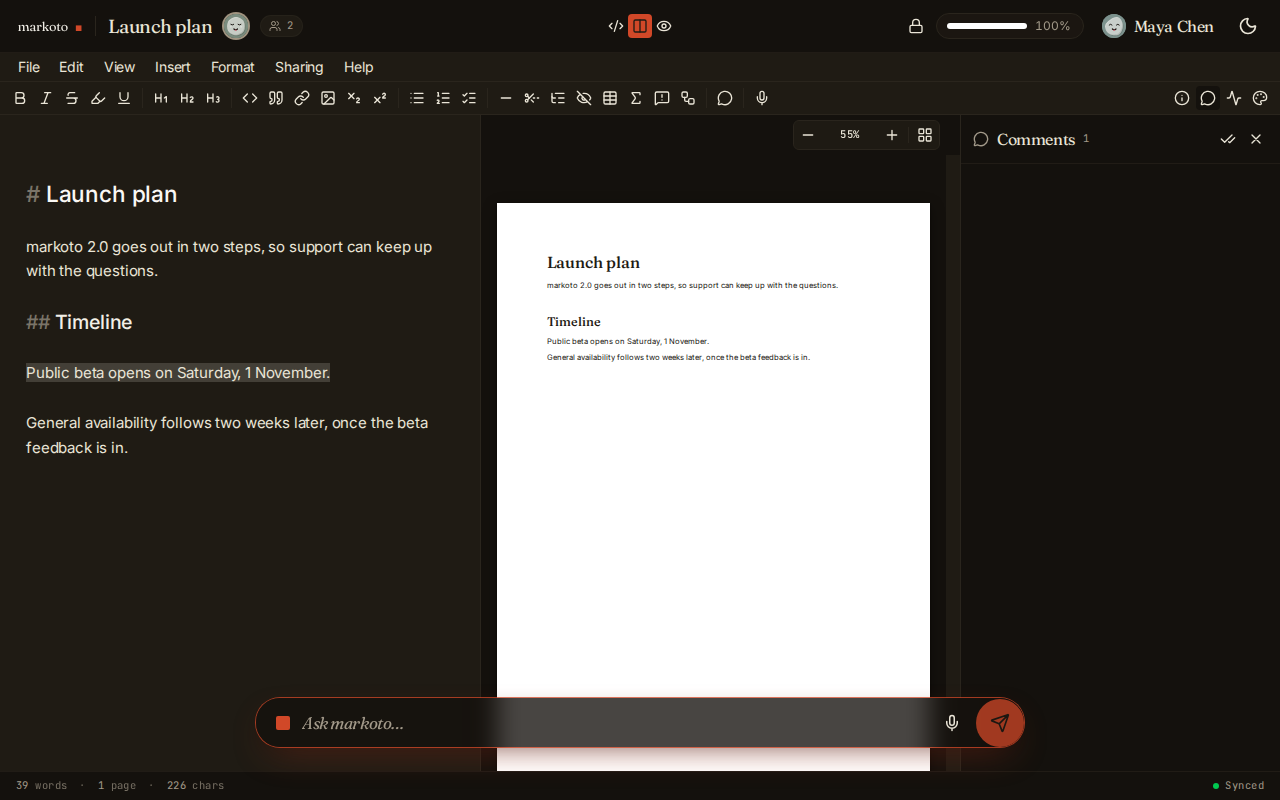 markoto
Launch plan
2
100%
Maya Chen
File Edit View Insert Format Sharing Help
H1 H2 H3
x2 x2
55%
Comments 1
# Launch plan
markoto 2.0 goes out in two steps, so support can keep up
with the questions.
## Timeline
Public beta opens on Saturday, 1 November.
General availability follows two weeks later, once the beta
feedback is in.
Launch plan
markoto 2.0 goes out in two steps, so support can keep up with the questions.
Timeline
Public beta opens on Saturday, 1 November.
General availability follows two weeks later, once the beta feedback is in.
Ask markoto...
39 words · 1 page · 226 chars
Synced